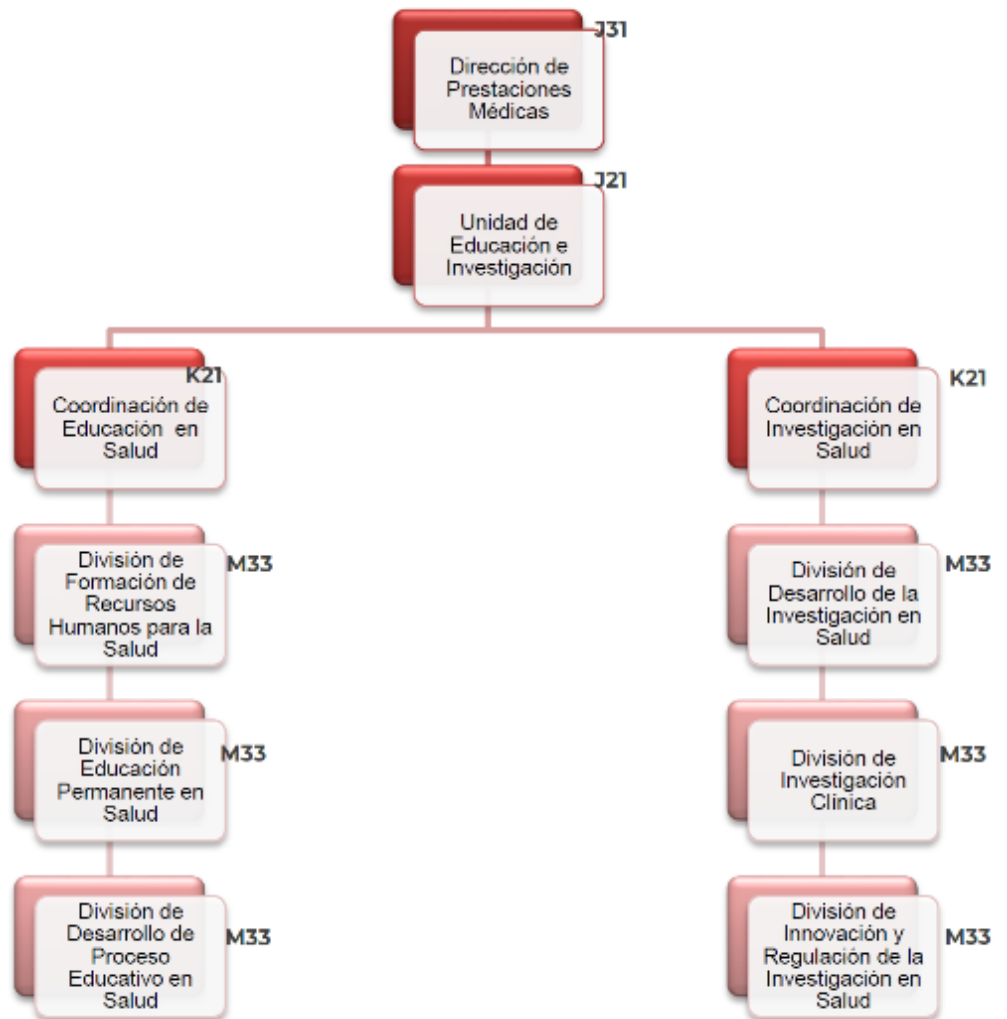 J31
Dirección de
Prestaciones
Médicas
J21
Unidad de
Educación e
Investigación
K21
Coordinación de
Educación en
Salud
K21
Coordinación de
Investigación en
Salud
M33
División de
Formación de
Recursos
Humanos para la
Salud
M33
División de
Desarrollo de la
Investigación en
Salud
M33
División de
Educación
Permanente en
Salud
M33
División de
Investigación
Clínica
M33
División de
Desarrollo de
Proceso
Educativo en
Salud
M33
División de
Innovación y
Regulación de la
Investigación en
Salud